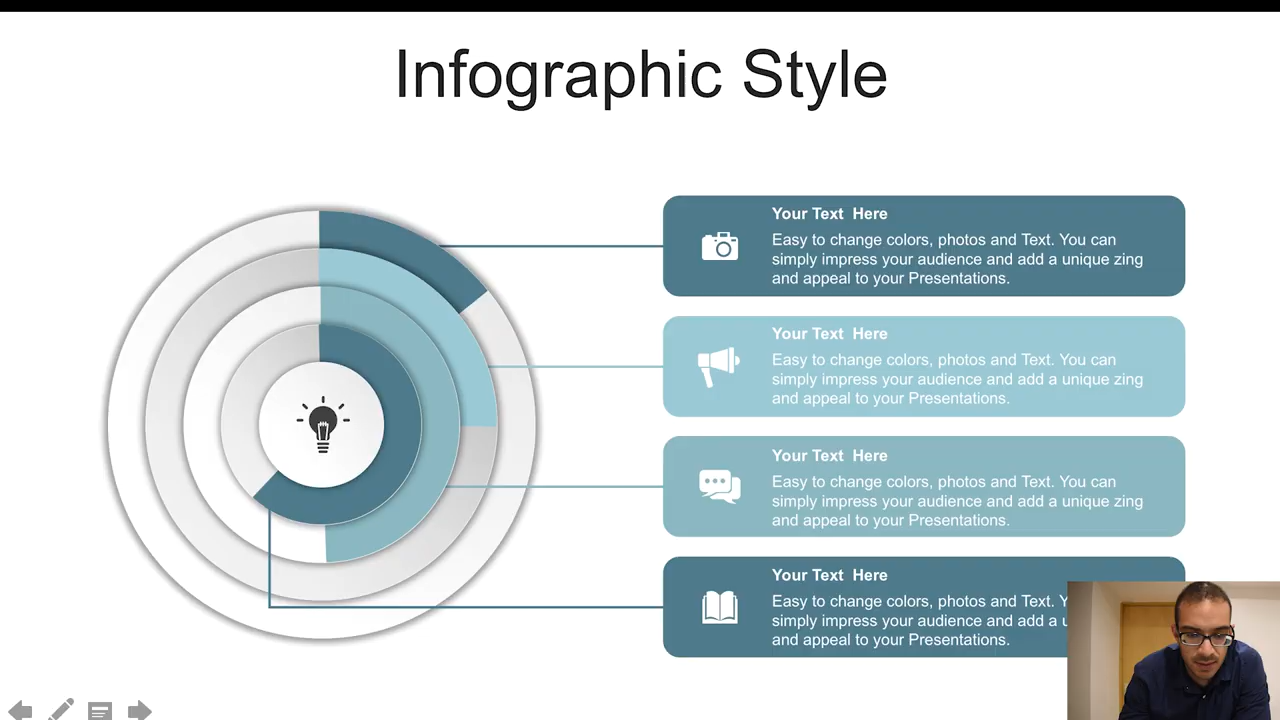 Infographic Style
Your Text  Here
Easy to change colors, photos and Text. You can
simply impress your audience and add a unique zing
and appeal to your Presentations.
Your Text  Here
Easy to change colors, photos and Text. You can
simply impress your audience and add a unique zing
and appeal to your Presentations.
Your Text  Here
Easy to change colors, photos and Text. You can
simply impress your audience and add a unique zing
and appeal to your Presentations.
Your Text  Here
Easy to change colors, photos and Text.
simply impress your audience and add a
and appeal to your Presentations.